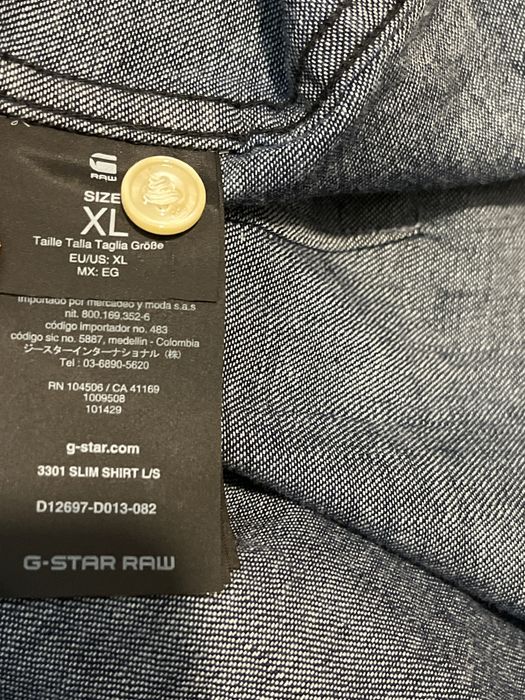 RAW
SIZE
XL
Taille Talla Taglia Größe
EU/US: XL
MX: EG
importado por mercadeo y moda s.a.s
nit. 800.169.352-6
código importador no. 483
código sic no. 5887, medellin - Colombia
ジースターインターナショナル（株）
Tel : 03-6890-5620
RN 104506 / CA 41169
1009508
101429
g-star.com
3301 SLIM SHIRT L/S
D12697-D013-082
G-STAR RAW